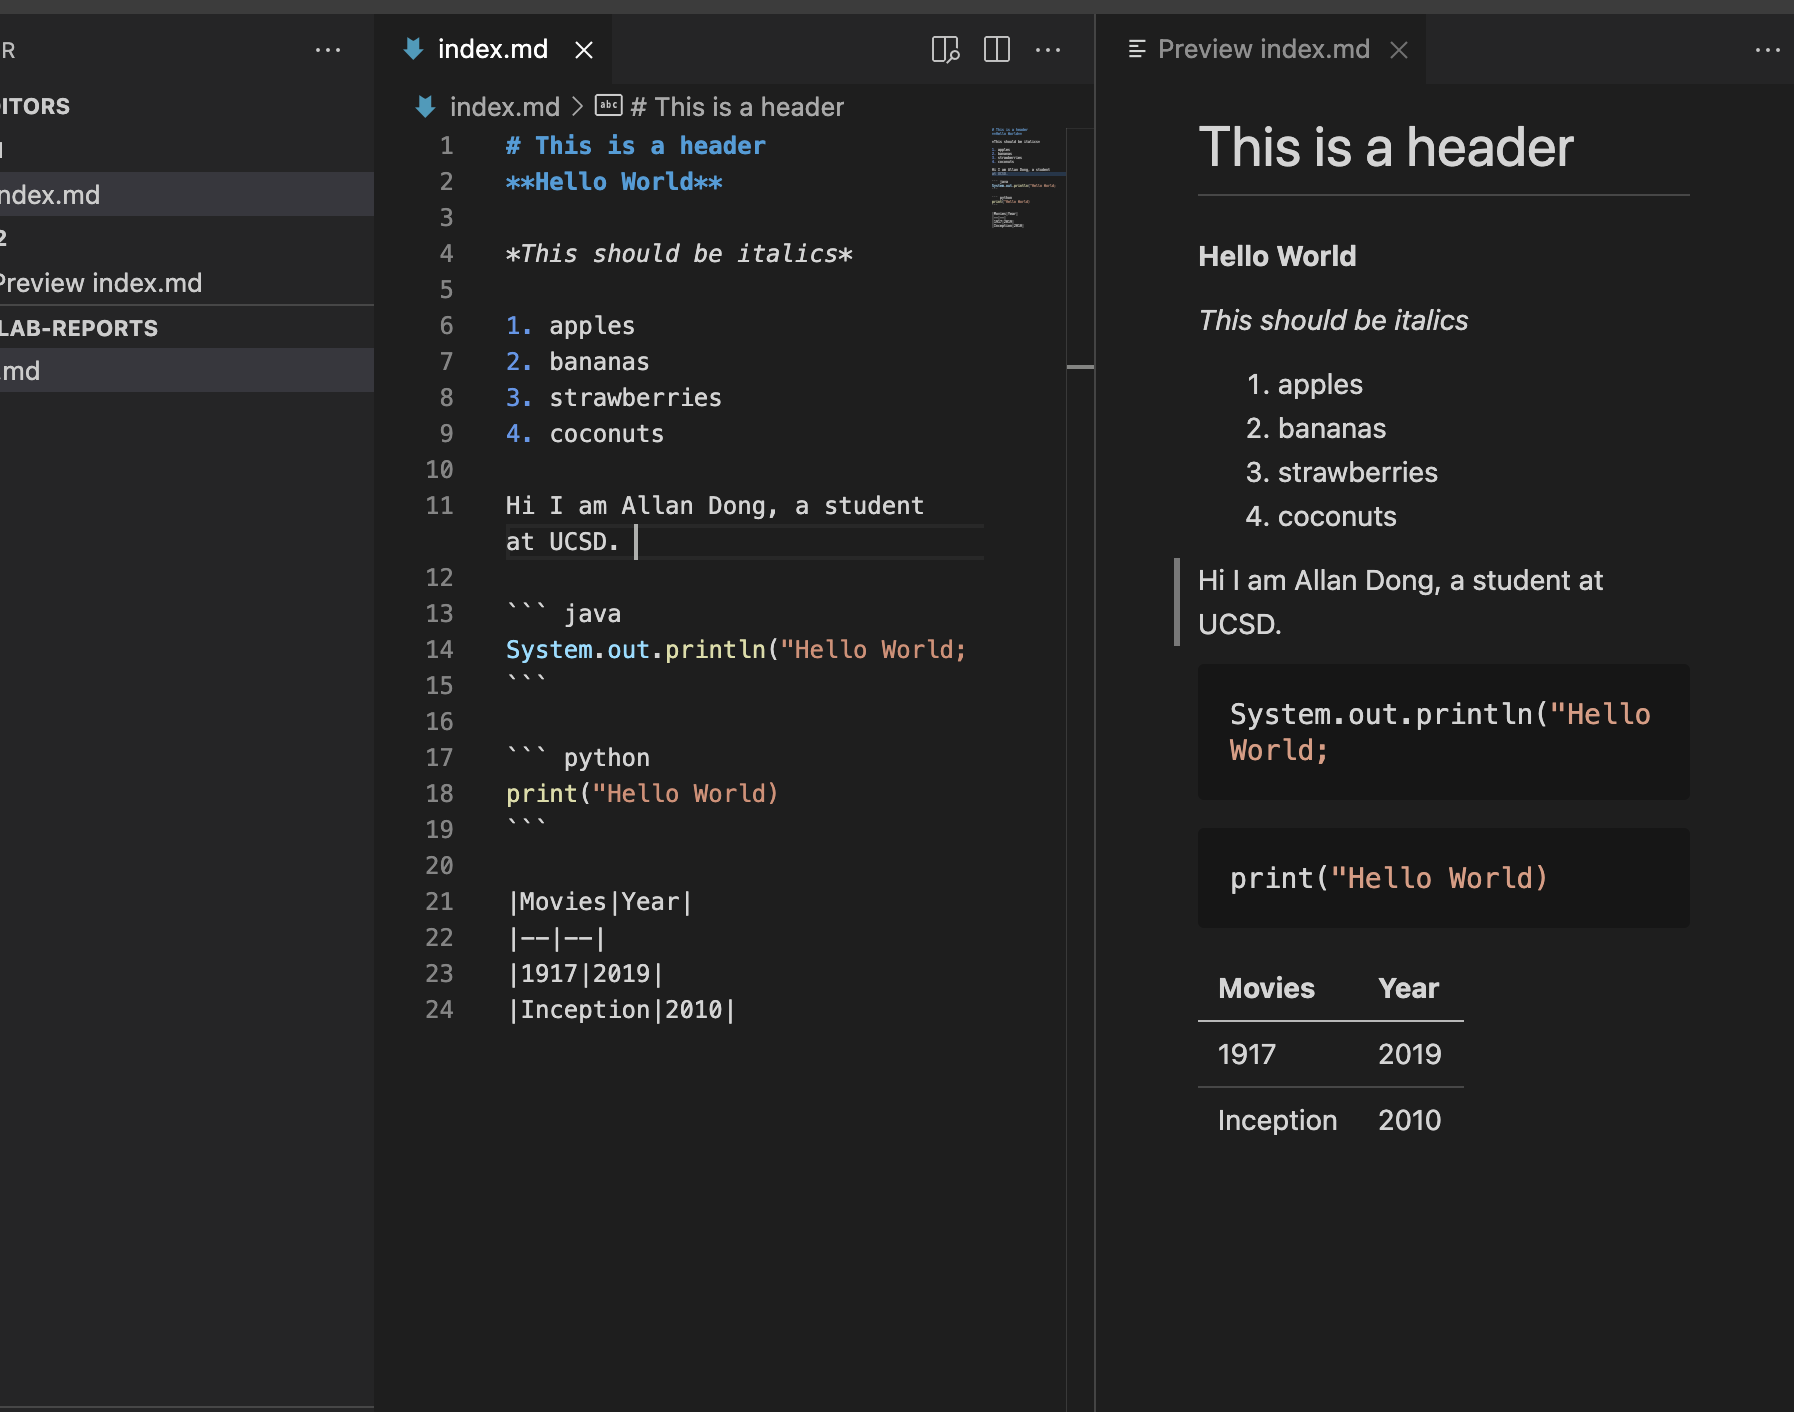 R
ITORS
ndex.md
2
Preview index.md
LAB-REPORTS
.md
index.md
index.md > abc # This is a header
1 # This is a header
2 **Hello World**
3
4 *This should be italics*
5
6 1. apples
7 2. bananas
8 3. strawberries
9 4. coconuts
10
11 Hi I am Allan Dong, a student
at UCSD.
12
13 ``` java
14 System.out.println("Hello World;
15 ```
16
17 ``` python
18 print("Hello World)
19 ```
20
21 |Movies|Year|
22 |--|--|
23 |1917|2019|
24 |Inception|2010|
Preview index.md
This is a header
Hello World
This should be italics
1. apples
2. bananas
3. strawberries
4. coconuts
Hi I am Allan Dong, a student at
UCSD.
System.out.println("Hello
World;
print("Hello World)
Movies Year
1917 2019
Inception 2010